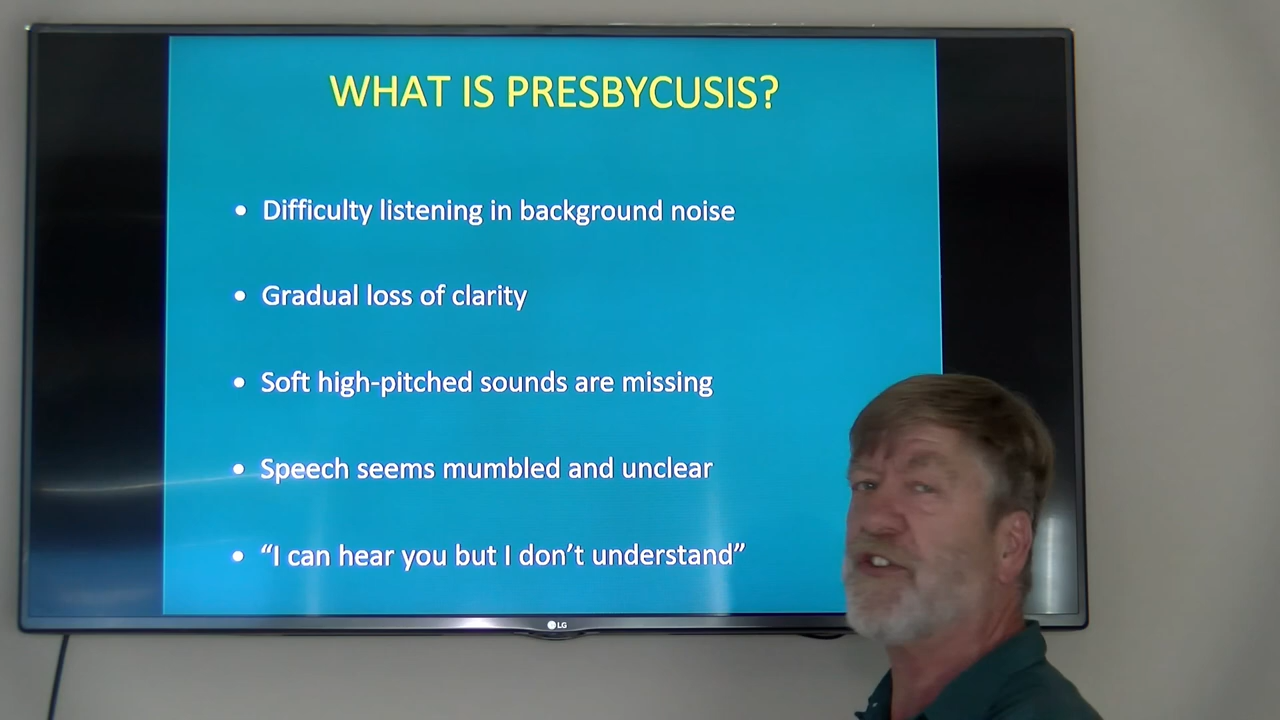 WHAT IS PRESBYCUSIS?
• Difficulty listening in background noise
• Gradual loss of clarity
• Soft high-pitched sounds are missing
• Speech seems mumbled and unclear
• “I can hear you but I don’t understand”
LG